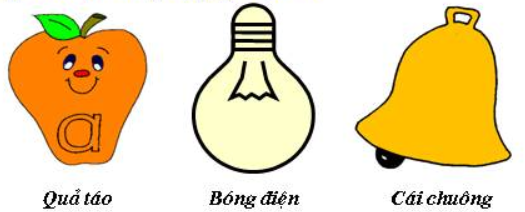 a
Quả táo
Bóng điện
Cái chuông